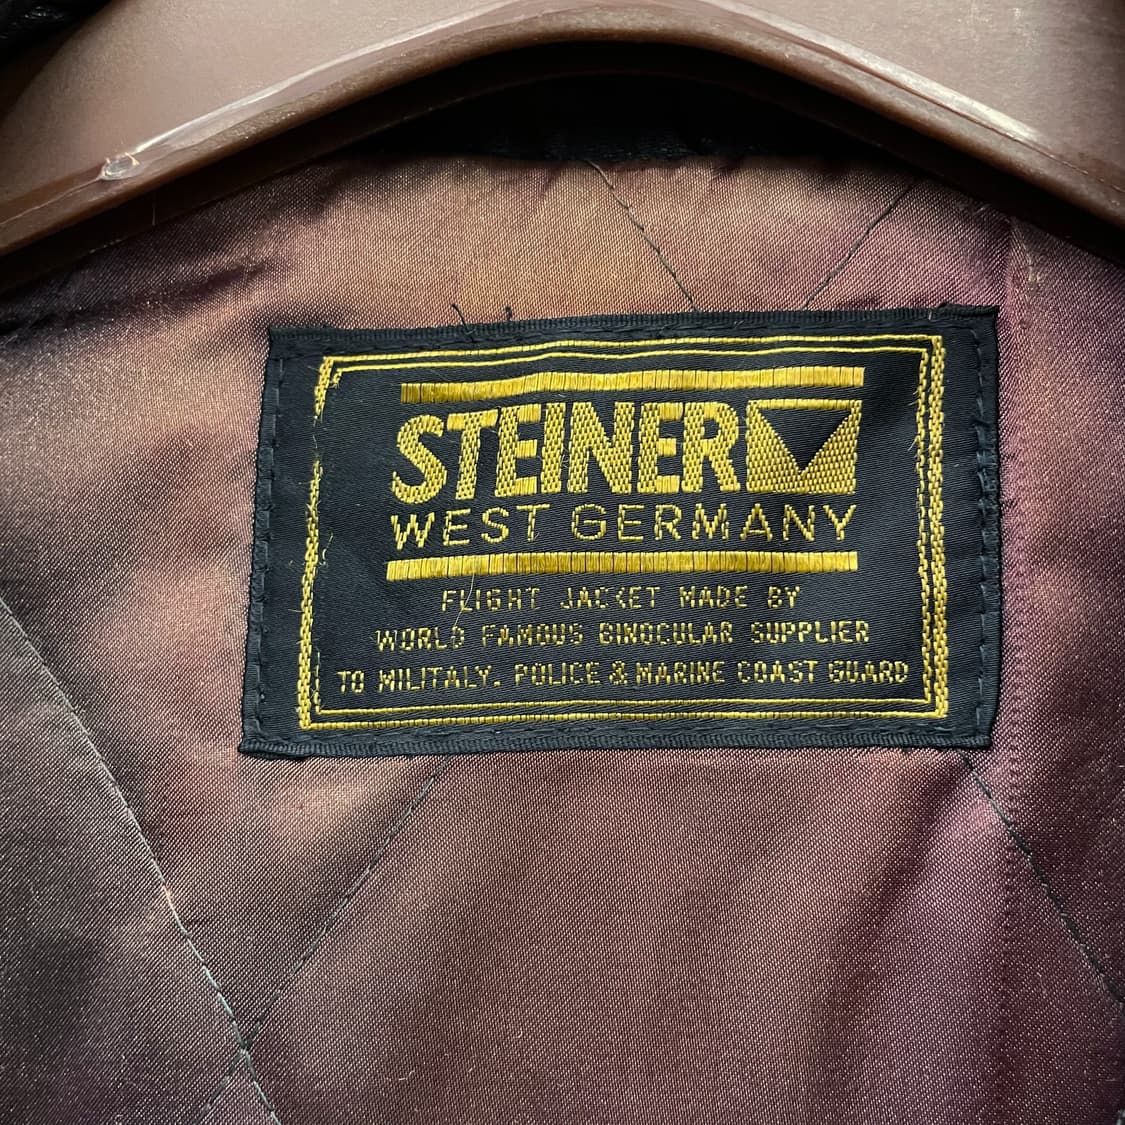 STEINER
WEST GERMANY
FLIGHT JACKET MADE BY
WORLD FAMOUS BINOCULAR SUPPLIER
TO MILITALY. POLICE & MARINE COAST GUARD